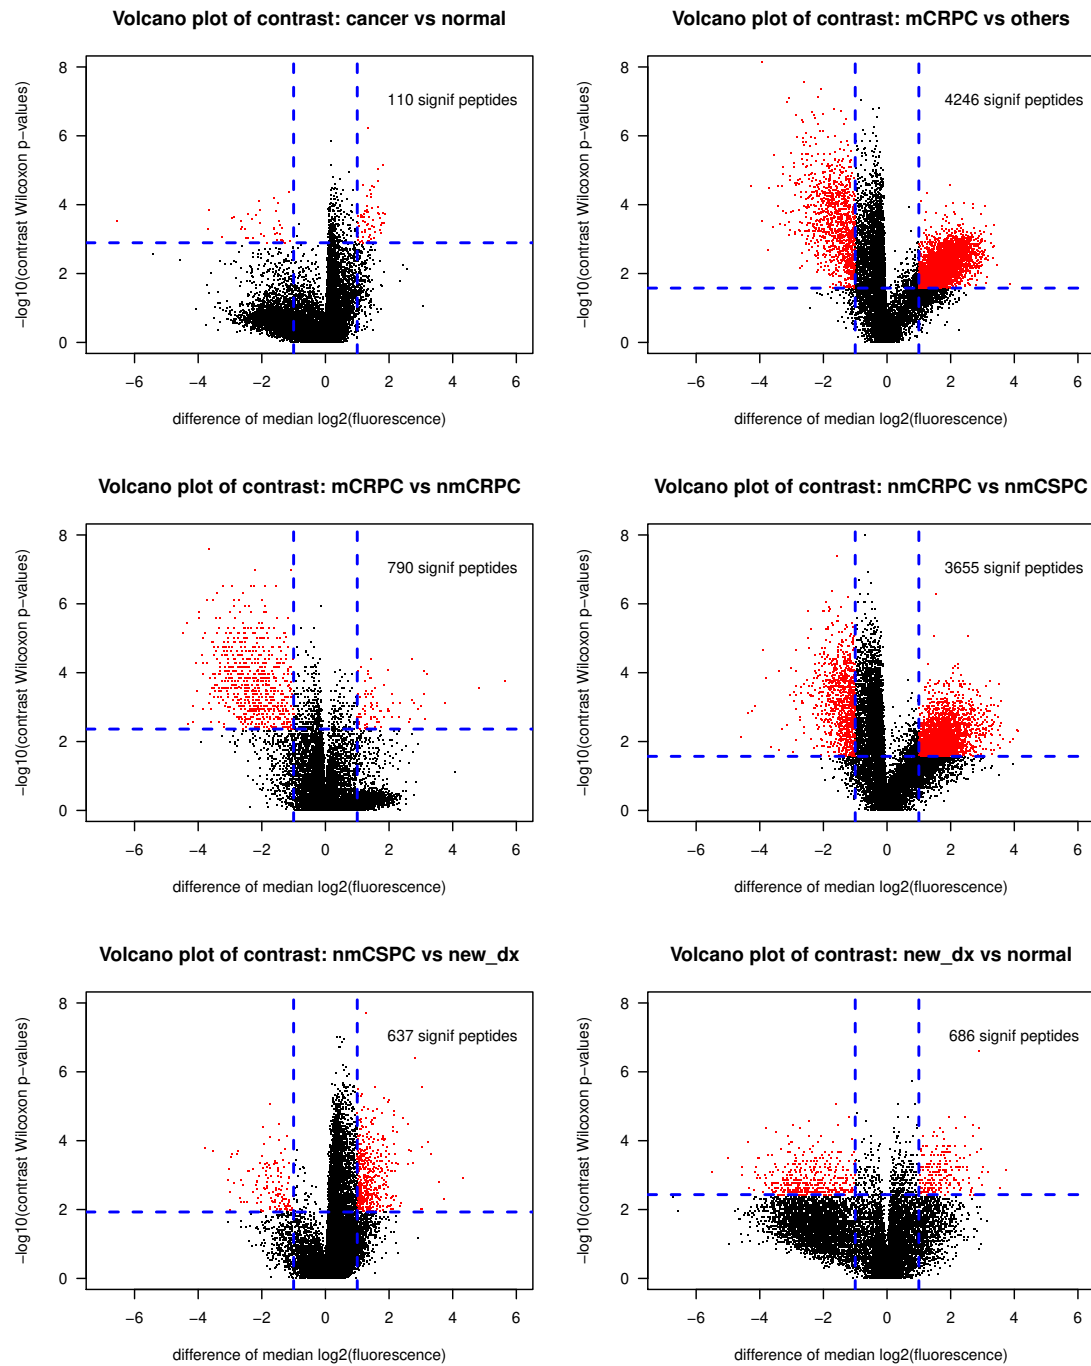 Volcano plot of contrast: cancer vs normal
−log10(contrast Wilcoxon p−values)
8
6
4
2
0
110 signif peptides
−6 −4 −2 0 2 4 6
difference of median log2(fluorescence)
Volcano plot of contrast: mCRPC vs others
−log10(contrast Wilcoxon p−values)
8
6
4
2
0
4246 signif peptides
−6 −4 −2 0 2 4 6
difference of median log2(fluorescence)
Volcano plot of contrast: mCRPC vs nmCRPC
−log10(contrast Wilcoxon p−values)
8
6
4
2
0
790 signif peptides
−6 −4 −2 0 2 4 6
difference of median log2(fluorescence)
Volcano plot of contrast: nmCRPC vs nmCSPC
−log10(contrast Wilcoxon p−values)
8
6
4
2
0
3655 signif peptides
−6 −4 −2 0 2 4 6
difference of median log2(fluorescence)
Volcano plot of contrast: nmCSPC vs new_dx
−log10(contrast Wilcoxon p−values)
8
6
4
2
0
637 signif peptides
−6 −4 −2 0 2 4 6
difference of median log2(fluorescence)
Volcano plot of contrast: new_dx vs normal
−log10(contrast Wilcoxon p−values)
8
6
4
2
0
686 signif peptides
−6 −4 −2 0 2 4 6
difference of median log2(fluorescence)